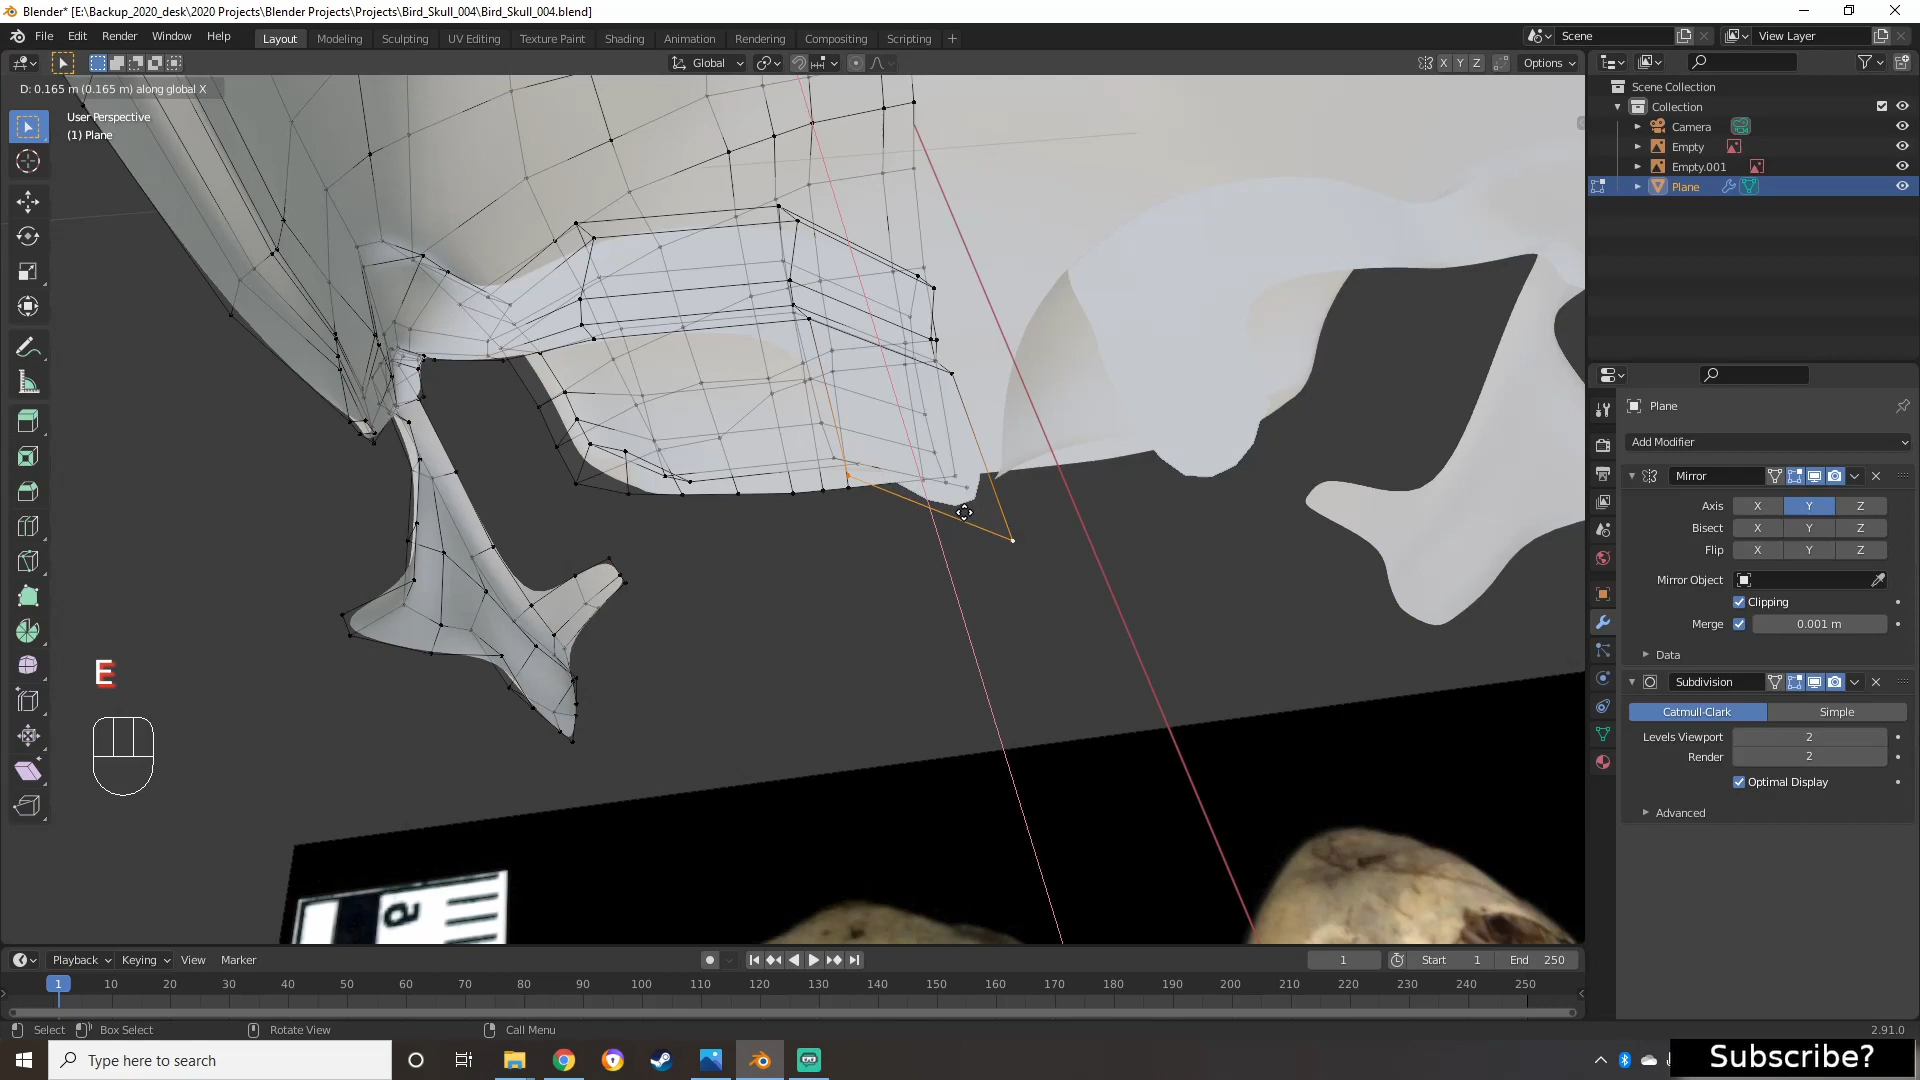 Blender* [E:\Backup_2020_desk\2020 Projects\Blender Projects\Projects\Bird_Skull_004\Bird_Skull_004.blend]
File Edit Render Window Help Layout Modeling Sculpting UV Editing Texture Paint Shading Animation Rendering Compositing Scripting + Scene View Layer
Global X Y Z Options
D: 0.165 m (0.165 m) along global X
User Perspective
(1) Plane
Scene Collection
Collection
Camera
Empty
Empty.001
Plane
Plane
Add Modifier
Mirror
Axis X Y Z
Bisect X Y Z
Flip X Y Z
Mirror Object
Clipping
Merge 0.001 m
Data
Subdivision
Catmull-Clark Simple
Levels Viewport 2
Render 2
Optimal Display
Advanced
E
a
Playback Keying View Marker 1 Start 1 End 250
1 10 20 30 40 50 60 70 80 90 100 110 120 130 140 150 160 170 180 190 200 210 220 230 240 250
Select Box Select Rotate View Call Menu 2.91.0
Type here to search
Subscribe?